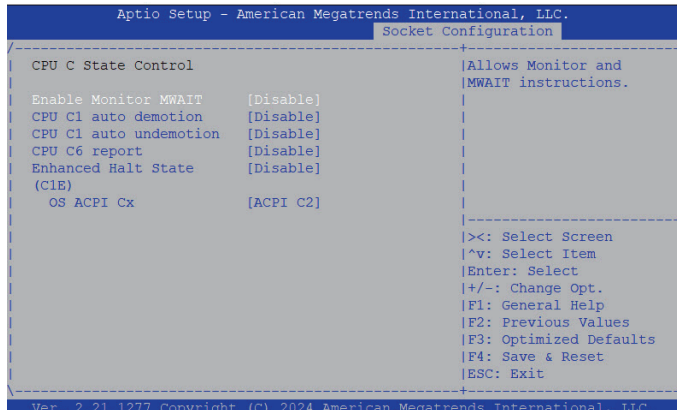 Aptio Setup - American Megatrends International, LLC.
Socket Configuration
CPU C State Control
Enable Monitor MWAIT [Disable]
CPU C1 auto demotion [Disable]
CPU C1 auto undemotion [Disable]
CPU C6 report [Disable]
Enhanced Halt State [Disable]
(C1E)
OS ACPI Cx [ACPI C2]
Allows Monitor and
MWAIT instructions.
><: Select Screen
^v: Select Item
Enter: Select
+/-: Change Opt.
F1: General Help
F2: Previous Values
F3: Optimized Defaults
F4: Save & Reset
ESC: Exit
Ver. 2.21.1277 Copyright (C) 2024 American Megatrends International, LLC